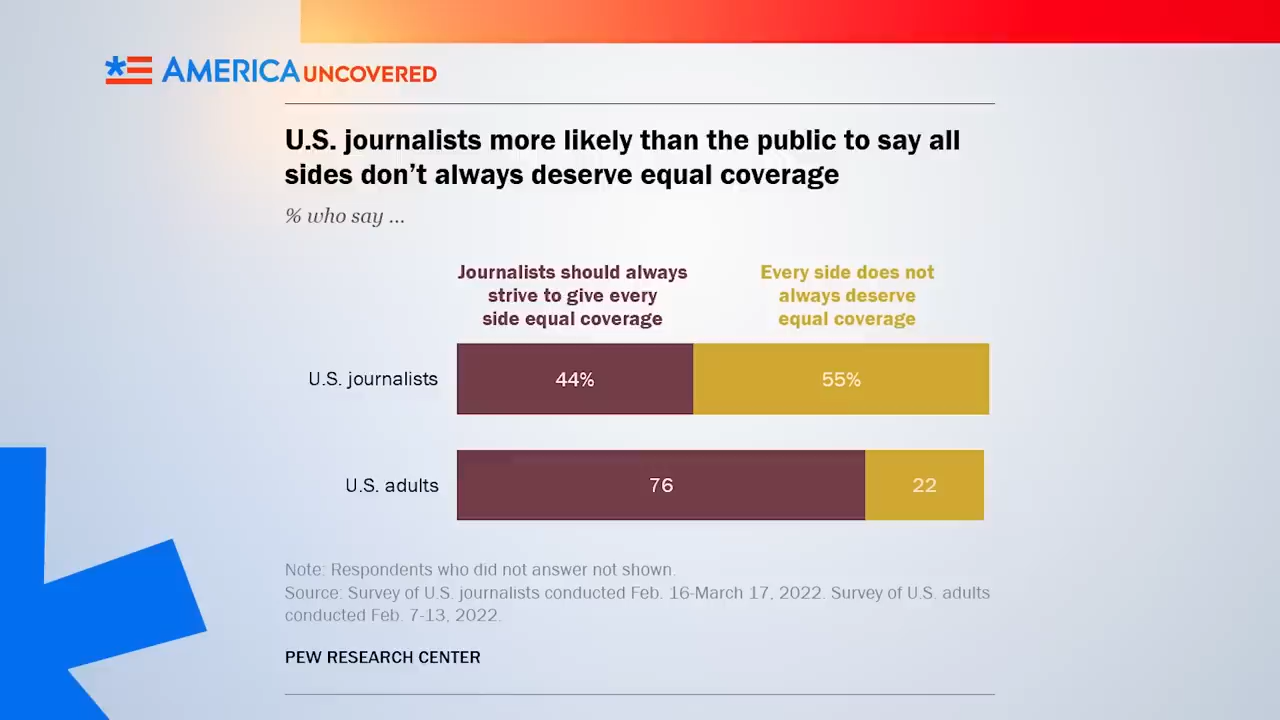 AMERICA UNCOVERED
U.S. journalists more likely than the public to say all
sides don’t always deserve equal coverage
% who say ...
Journalists should always
strive to give every
side equal coverage
Every side does not
always deserve
equal coverage
U.S. journalists
44%
55%
U.S. adults
76
22
Note: Respondents who did not answer not shown.
Source: Survey of U.S. journalists conducted Feb. 16-March 17, 2022. Survey of U.S. adults
conducted Feb. 7-13, 2022.
PEW RESEARCH CENTER